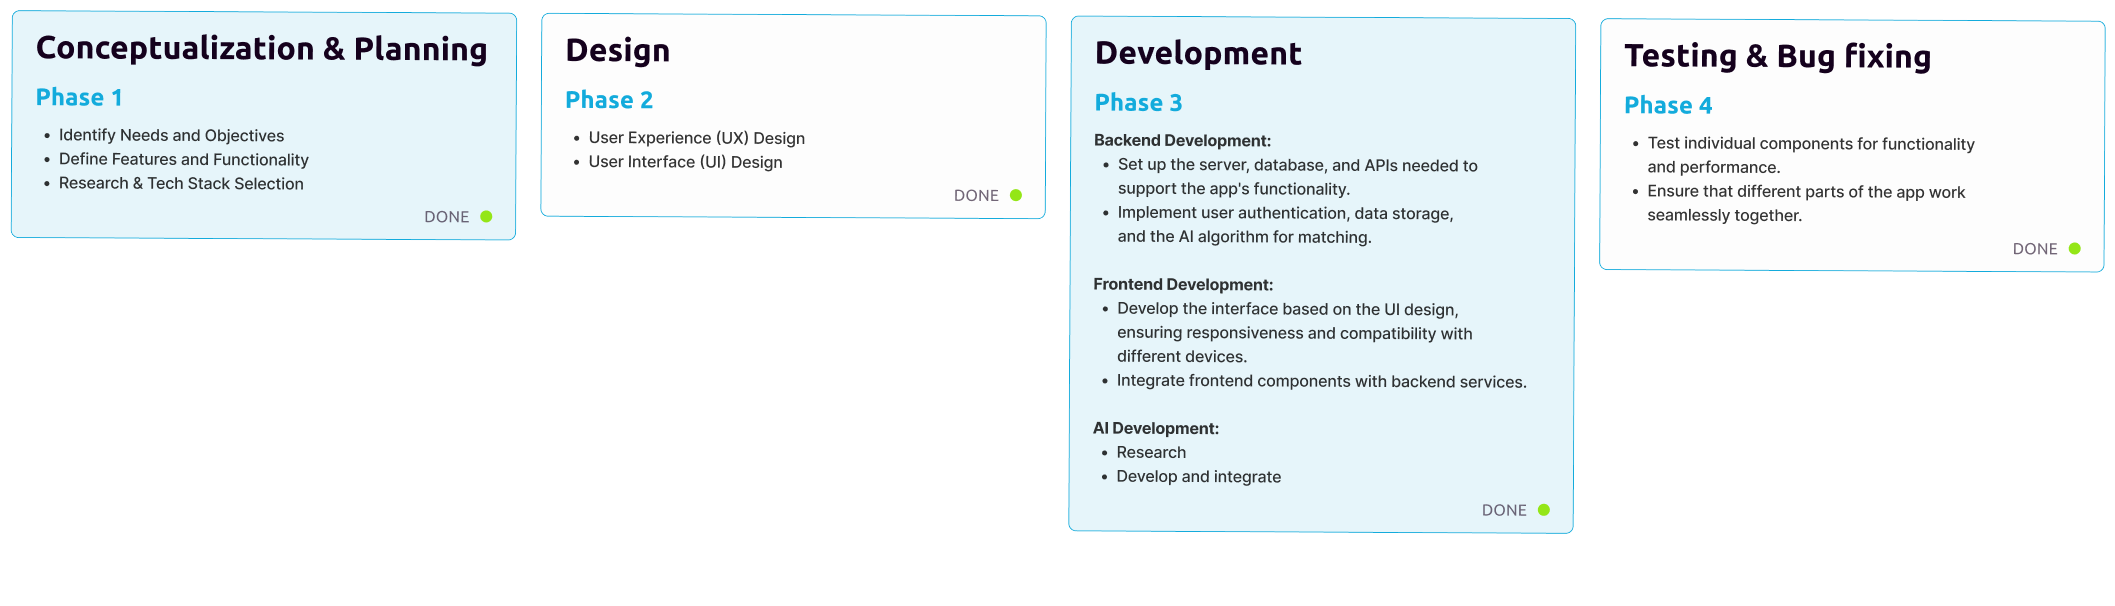 Conceptualization & Planning
Phase 1
• Identify Needs and Objectives
• Define Features and Functionality
• Research & Tech Stack Selection
DONE
Design
Phase 2
• User Experience (UX) Design
• User Interface (UI) Design
DONE
Development
Phase 3
Backend Development:
• Set up the server, database, and APIs needed to
support the app's functionality.
• Implement user authentication, data storage,
and the AI algorithm for matching.
Frontend Development:
• Develop the interface based on the UI design,
ensuring responsiveness and compatibility with
different devices.
• Integrate frontend components with backend services.
AI Development:
• Research
• Develop and integrate
DONE
Testing & Bug fixing
Phase 4
• Test individual components for functionality
and performance.
• Ensure that different parts of the app work
seamlessly together.
DONE